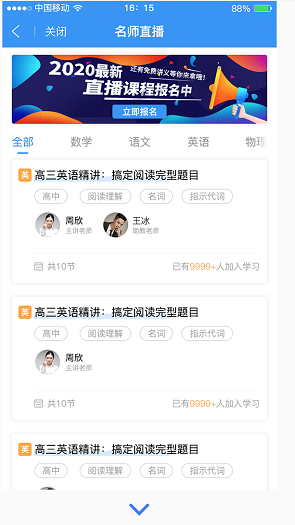 中国移动 16:15
关闭 名师直播
2020最新 还有免费讲义等你来拿哦！
直播课程报名中
立即报名
全部 数学 语文 英语 物理
英 高三英语精讲：搞定阅读完型题目
高中 阅读理解 名词 指示代词
周欣 王冰
主讲老师 助教老师
共10节 已有9999+人加入学习
英 高三英语精讲：搞定阅读完型题目
高中 阅读理解 名词 指示代词
周欣
主讲老师
共10节 已有9999+人加入学习
英 高三英语精讲：搞定阅读完型题目
高中 阅读理解 名词 指示代词